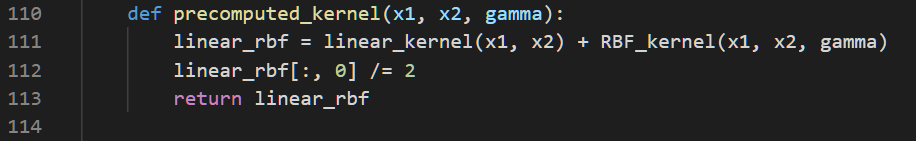 110 def precomputed_kernel(x1, x2, gamma):
111 linear_rbf = linear_kernel(x1, x2) + RBF_kernel(x1, x2, gamma)
112 linear_rbf[:, 0] /= 2
113 return linear_rbf
114